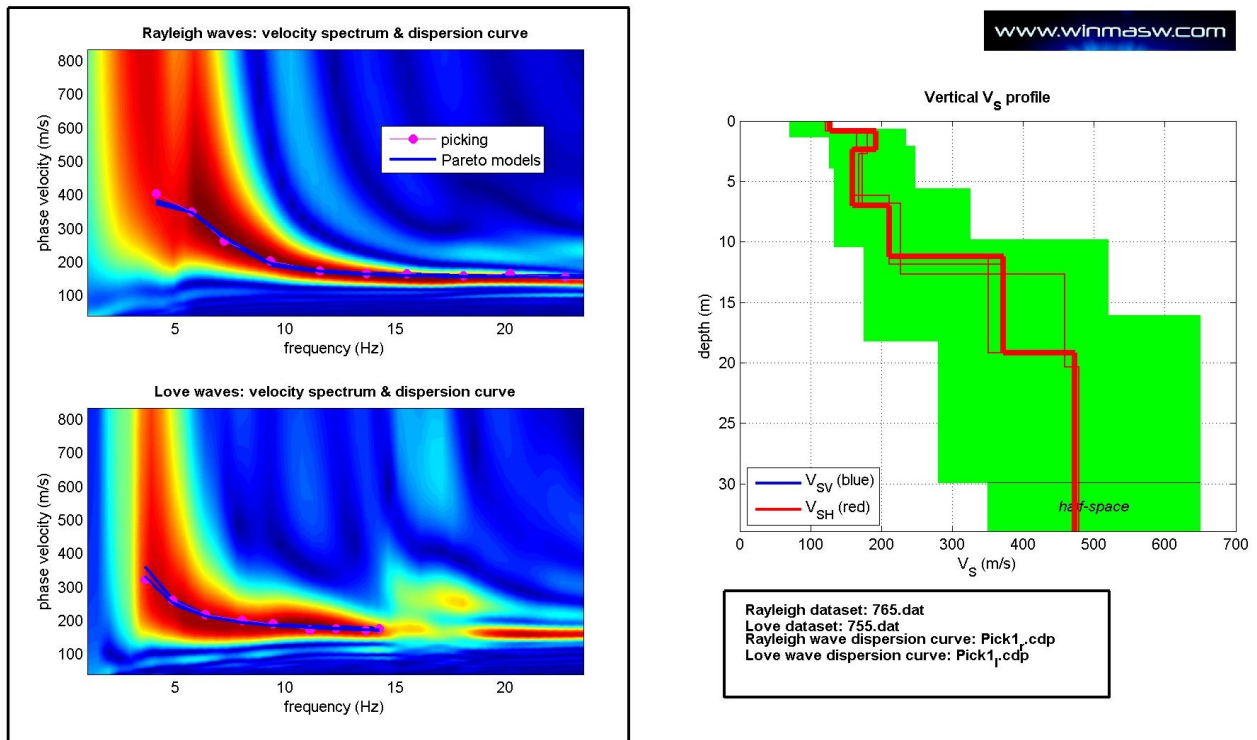 Rayleigh waves: velocity spectrum & dispersion curve
phase velocity (m/s)
800
700
600
500
400
300
200
100
picking
Pareto models
5 10 15 20
frequency (Hz)
Love waves: velocity spectrum & dispersion curve
phase velocity (m/s)
800
700
600
500
400
300
200
100
5 10 15 20
frequency (Hz)
www.winmasw.com
Vertical VS profile
depth (m)
0
5
10
15
20
25
30
VSV (blue)
VSH (red)
half-space
0 100 200 300 400 500 600 700
VS (m/s)
Rayleigh dataset: 765.dat
Love dataset: 755.dat
Rayleigh wave dispersion curve: Pick1r.cdp
Love wave dispersion curve: Pick1l.cdp